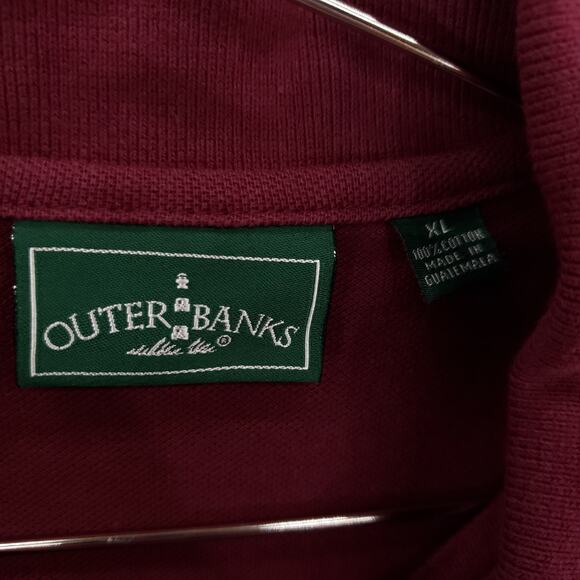 OUTER BANKS
®
XL
100% COTTON
MADE IN
GUATEMALA